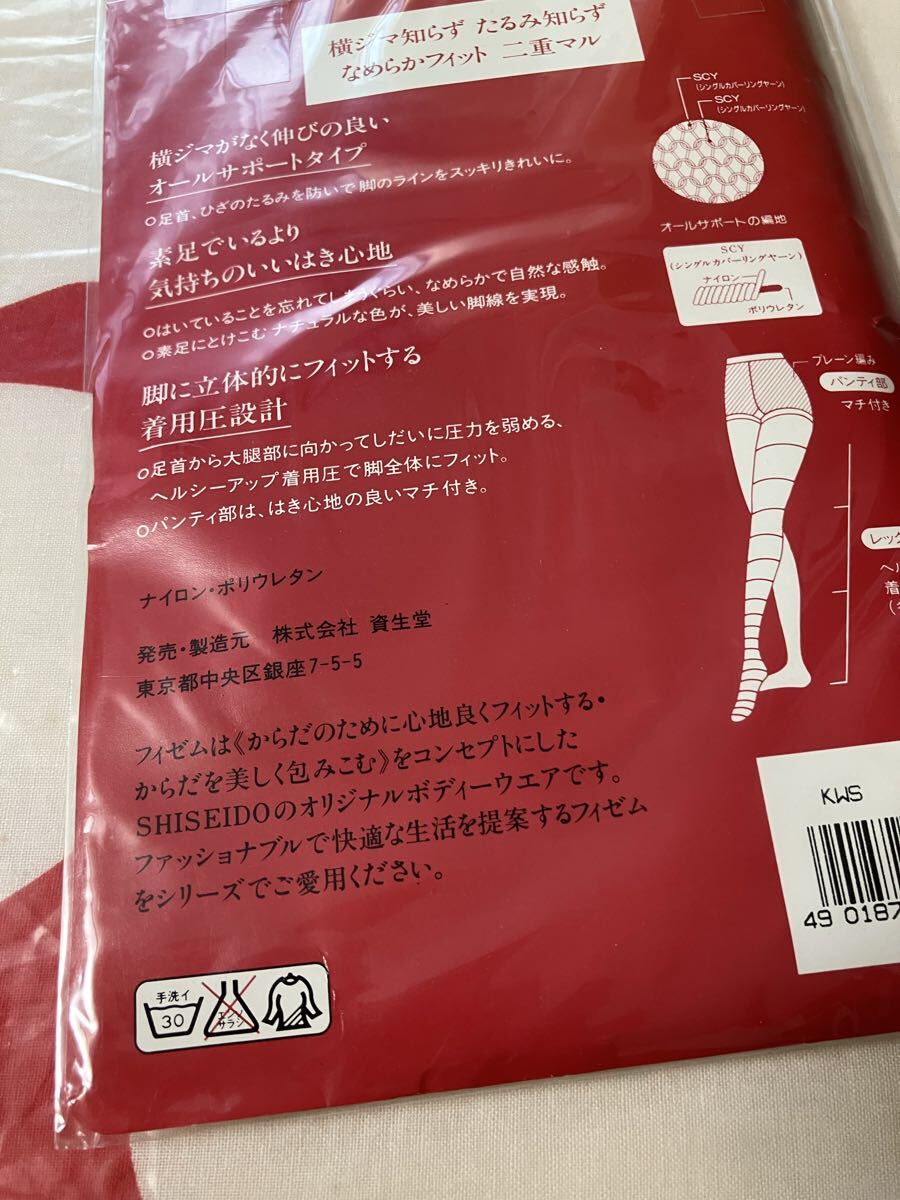 横ジマ知らず たるみ知らず
なめらかフィット 二重マル
横ジマがなく伸びの良い
オールサポートタイプ
○足首、ひざのたるみを防いで脚のラインをスッキリきれいに。
素足でいるより
気持ちのいいはき心地
○はいていることを忘れてしまうくらい、なめらかで自然な感触。
○素足にとけこむナチュラルな色が、美しい脚線を実現。
脚に立体的にフィットする
着用圧設計
○足首から大腿部に向かってしだいに圧力を弱める、
ヘルシーアップ着用圧で脚全体にフィット。
○パンティ部は、はき心地の良いマチ付き。
SCY
(シングルカバーリングヤーン)
SCY
(シングルカバーリングヤーン)
オールサポートの編地
SCY
(シングルカバーリングヤーン)
ナイロン
ポリウレタン
プレーン編み
パンティ部
マチ付き
レッグ
ヘル
着
ナイロン・ポリウレタン
発売・製造元 株式会社 資生堂
東京都中央区銀座7-5-5
フィゼムは《からだのために心地良くフィットする・
からだを美しく包みこむ》をコンセプトにした
SHISEIDOのオリジナルボディーウエアです。
ファッショナブルで快適な生活を提案するフィゼム
をシリーズでご愛用ください。
KWS
49 0187
手洗イ
30
エンソ
サラシ